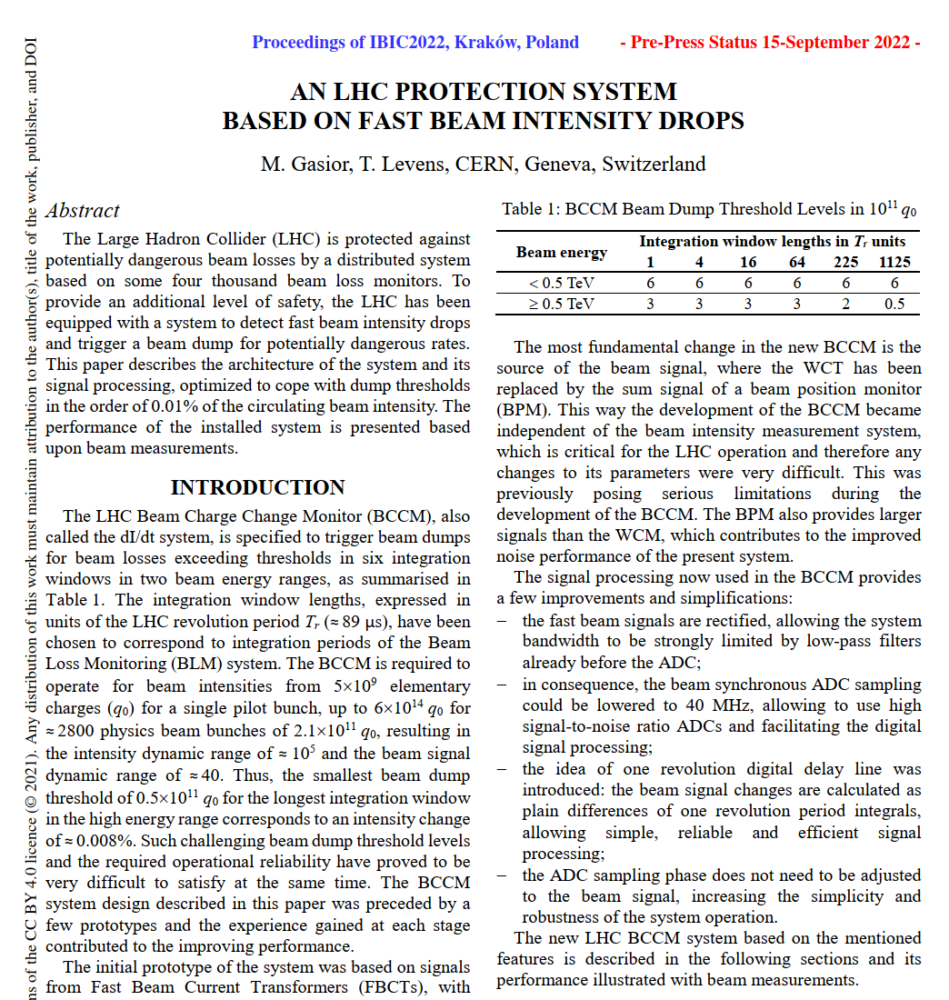 Proceedings of IBIC2022, Kraków, Poland - Pre-Press Status 15-September 2022 -
AN LHC PROTECTION SYSTEM
BASED ON FAST BEAM INTENSITY DROPS
M. Gasior, T. Levens, CERN, Geneva, Switzerland
Abstract
The Large Hadron Collider (LHC) is protected against
potentially dangerous beam losses by a distributed system
based on some four thousand beam loss monitors. To
provide an additional level of safety, the LHC has been
equipped with a system to detect fast beam intensity drops
and trigger a beam dump for potentially dangerous rates.
This paper describes the architecture of the system and its
signal processing, optimized to cope with dump thresholds
in the order of 0.01% of the circulating beam intensity. The
performance of the installed system is presented based
upon beam measurements.
INTRODUCTION
The LHC Beam Charge Change Monitor (BCCM), also
called the dI/dt system, is specified to trigger beam dumps
for beam losses exceeding thresholds in six integration
windows in two beam energy ranges, as summarised in
Table 1. The integration window lengths, expressed in
units of the LHC revolution period Tr (≈ 89 µs), have been
chosen to correspond to integration periods of the Beam
Loss Monitoring (BLM) system. The BCCM is required to
operate for beam intensities from 5×10⁹ elementary
charges (q₀) for a single pilot bunch, up to 6×10¹⁴ q₀ for
≈ 2800 physics beam bunches of 2.1×10¹¹ q₀, resulting in
the intensity dynamic range of ≈ 10⁵ and the beam signal
dynamic range of ≈ 40. Thus, the smallest beam dump
threshold of 0.5×10¹¹ q₀ for the longest integration window
in the high energy range corresponds to an intensity change
of ≈ 0.008%. Such challenging beam dump threshold levels
and the required operational reliability have proved to be
very difficult to satisfy at the same time. The BCCM
system design described in this paper was preceded by a
few prototypes and the experience gained at each stage
contributed to the improving performance.
The initial prototype of the system was based on signals
from Fast Beam Current Transformers (FBCTs), with
Table 1: BCCM Beam Dump Threshold Levels in 10¹¹ q₀
Beam energy Integration window lengths in Tr units
1 4 16 64 225 1125
< 0.5 TeV 6 6 6 6 6 6
≥ 0.5 TeV 3 3 3 3 2 0.5
The most fundamental change in the new BCCM is the
source of the beam signal, where the WCT has been
replaced by the sum signal of a beam position monitor
(BPM). This way the development of the BCCM became
independent of the beam intensity measurement system,
which is critical for the LHC operation and therefore any
changes to its parameters were very difficult. This was
previously posing serious limitations during the
development of the BCCM. The BPM also provides larger
signals than the WCM, which contributes to the improved
noise performance of the present system.
The signal processing now used in the BCCM provides
a few improvements and simplifications:
– the fast beam signals are rectified, allowing the system
bandwidth to be strongly limited by low-pass filters
already before the ADC;
– in consequence, the beam synchronous ADC sampling
could be lowered to 40 MHz, allowing to use high
signal-to-noise ratio ADCs and facilitating the digital
signal processing;
– the idea of one revolution digital delay line was
introduced: the beam signal changes are calculated as
plain differences of one revolution period integrals,
allowing simple, reliable and efficient signal
processing;
– the ADC sampling phase does not need to be adjusted
to the beam signal, increasing the simplicity and
robustness of the system operation.
The new LHC BCCM system based on the mentioned
features is described in the following sections and its
performance illustrated with beam measurements.
ns of the CC BY 4.0 licence (© 2021). Any distribution of this work must maintain attribution to the author(s), title of the work, publisher, and DOI